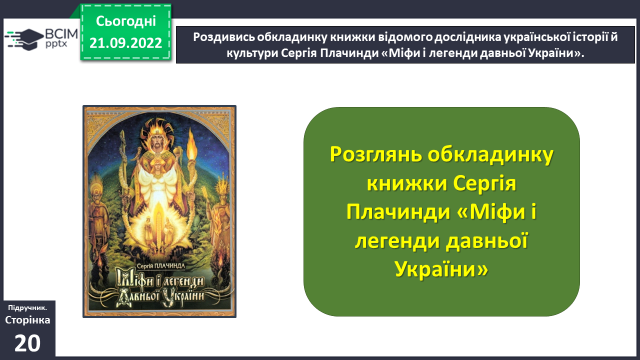 ВСІМ
pptx
Сьогодні
21.09.2022
Роздивись обкладинку книжки відомого дослідника української історії й
культури Сергія Плачинди «Міфи і легенди давньої України».
Сергій ПЛАЧИНДА
Міфи і легенди
Давньої України
Розглянь обкладинку
книжки Сергія
Плачинди «Міфи і
легенди давньої
України»
Підручник.
Сторінка
20